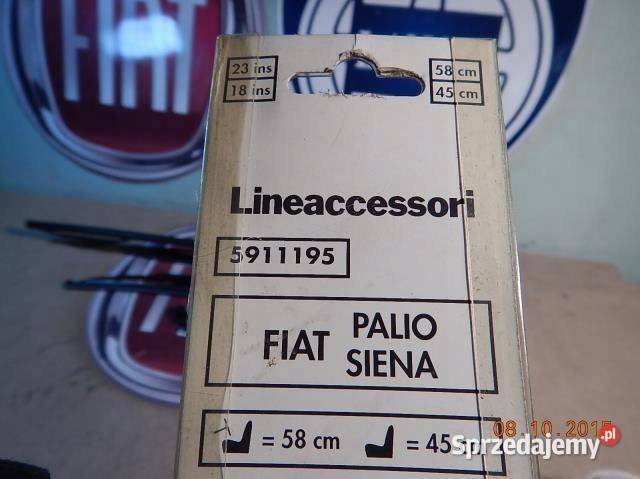 FIAT
23 ins
18 ins
58 cm
45 cm
Lineaccessori
5911195
FIAT PALIO
SIENA
= 58 cm = 45 cm
08 10 2015
Sprzedajemy.pl